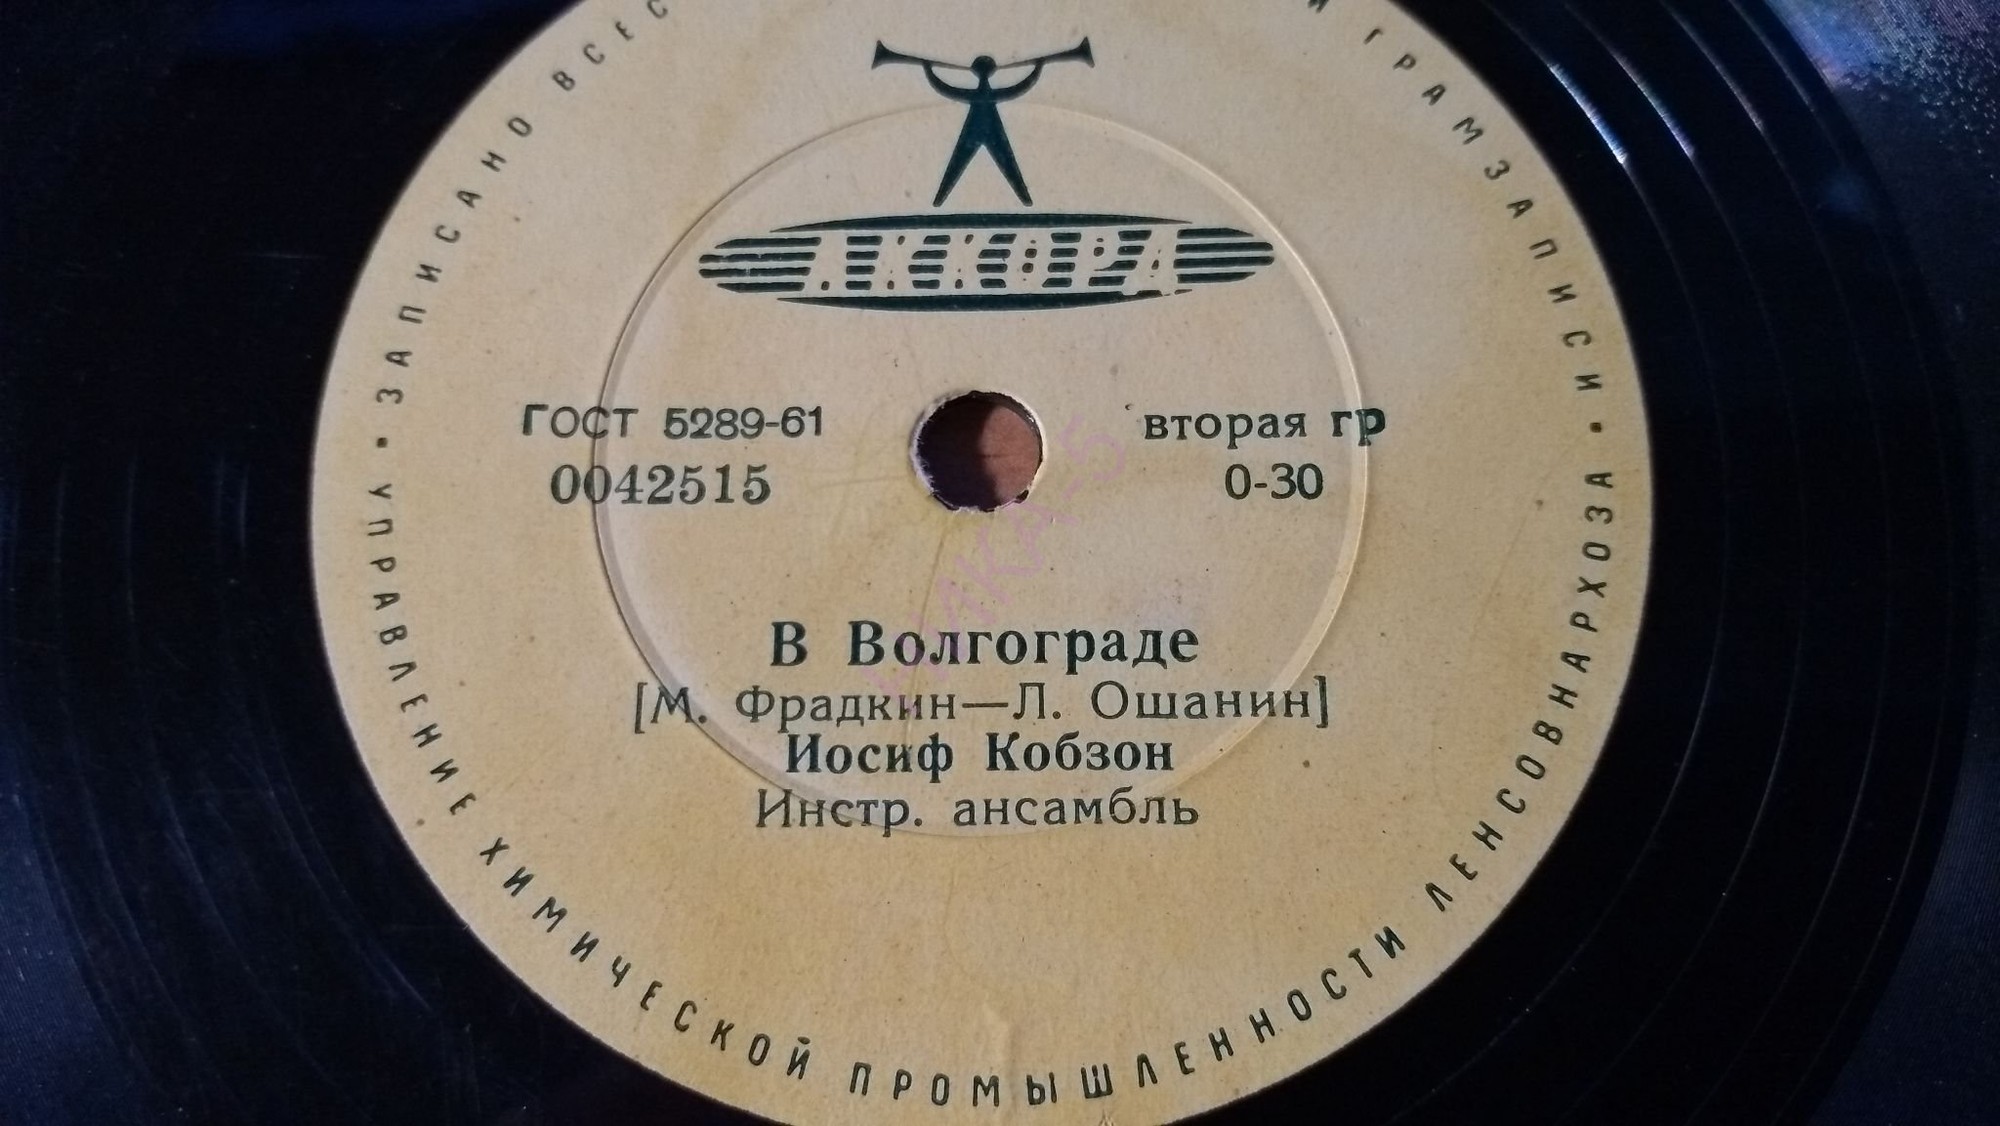 ЗАПИСАНО ВСЕС
Й ГРАМЗАПИСИ
АККОРД
ГОСТ 5289-61
вторая гр
0042515
0-30
В Волгограде
[М. Фрадкин—Л. Ошанин]
Иосиф Кобзон
Инстр. ансамбль
УПРАВЛЕНИЕ ХИМИЧЕСКОЙ ПРОМЫШЛЕННОСТИ ЛЕНСОВНАРХОЗА